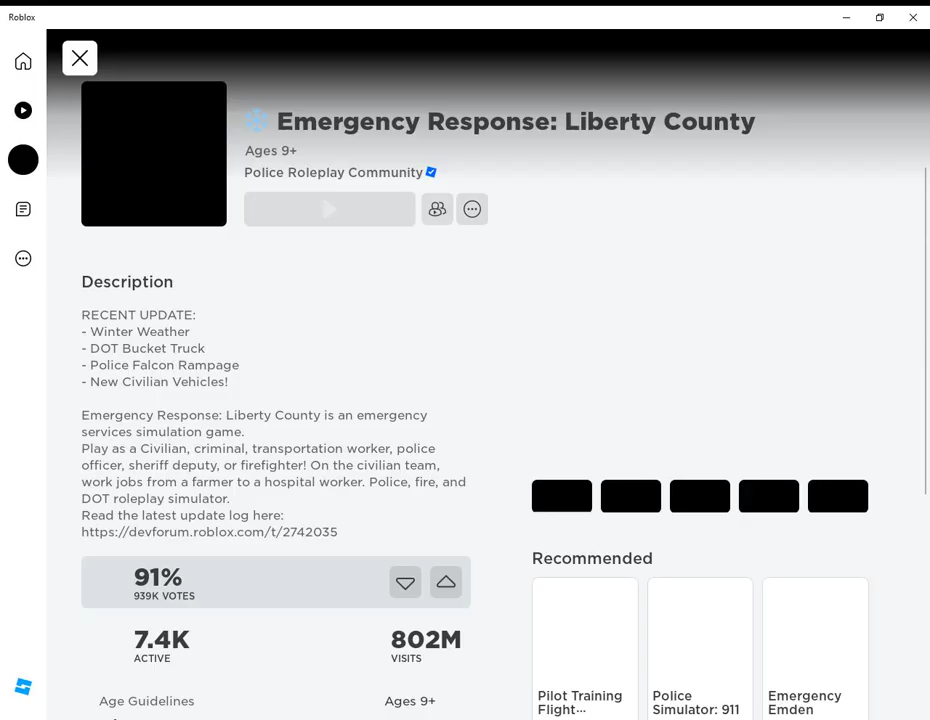 Roblox
❄️ Emergency Response: Liberty County
Ages 9+
Police Roleplay Community
Description
RECENT UPDATE:
- Winter Weather
- DOT Bucket Truck
- Police Falcon Rampage
- New Civilian Vehicles!
Emergency Response: Liberty County is an emergency
services simulation game.
Play as a Civilian, criminal, transportation worker, police
officer, sheriff deputy, or firefighter! On the civilian team,
work jobs from a farmer to a hospital worker. Police, fire, and
DOT roleplay simulator.
Read the latest update log here:
https://devforum.roblox.com/t/2742035
91%
939K VOTES
7.4K
ACTIVE
802M
VISITS
Age Guidelines
Ages 9+
Recommended
Pilot Training
Flight...
Police
Simulator: 911
Emergency
Emden